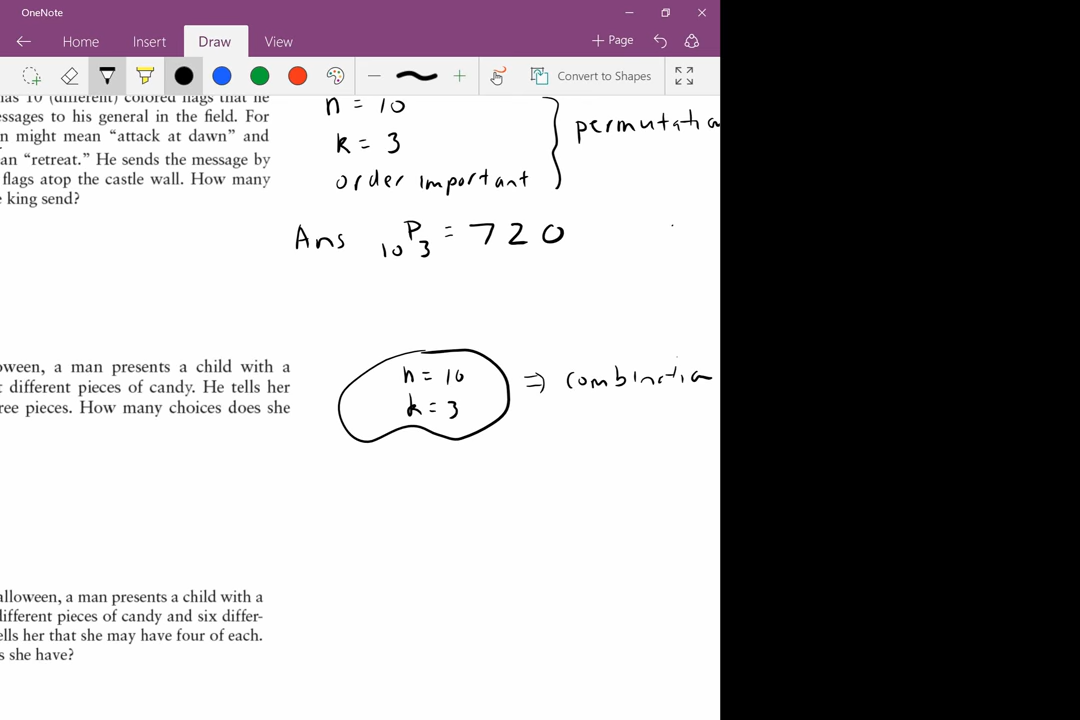 OneNote
Home Insert Draw View + Page
Convert to Shapes
has 10 (different) colored flags that he
ssages to his general in the field. For
n might mean “attack at dawn” and
an “retreat.” He sends the message by
flags atop the castle wall. How many
e king send?
n = 10
k = 3
order important
permutatio
Ans 10P3 = 720
oween, a man presents a child with a
t different pieces of candy. He tells her
ree pieces. How many choices does she
n = 10
k = 3
⇒ combinatio
alloween, a man presents a child with a
different pieces of candy and six differ-
ells her that she may have four of each.
s she have?